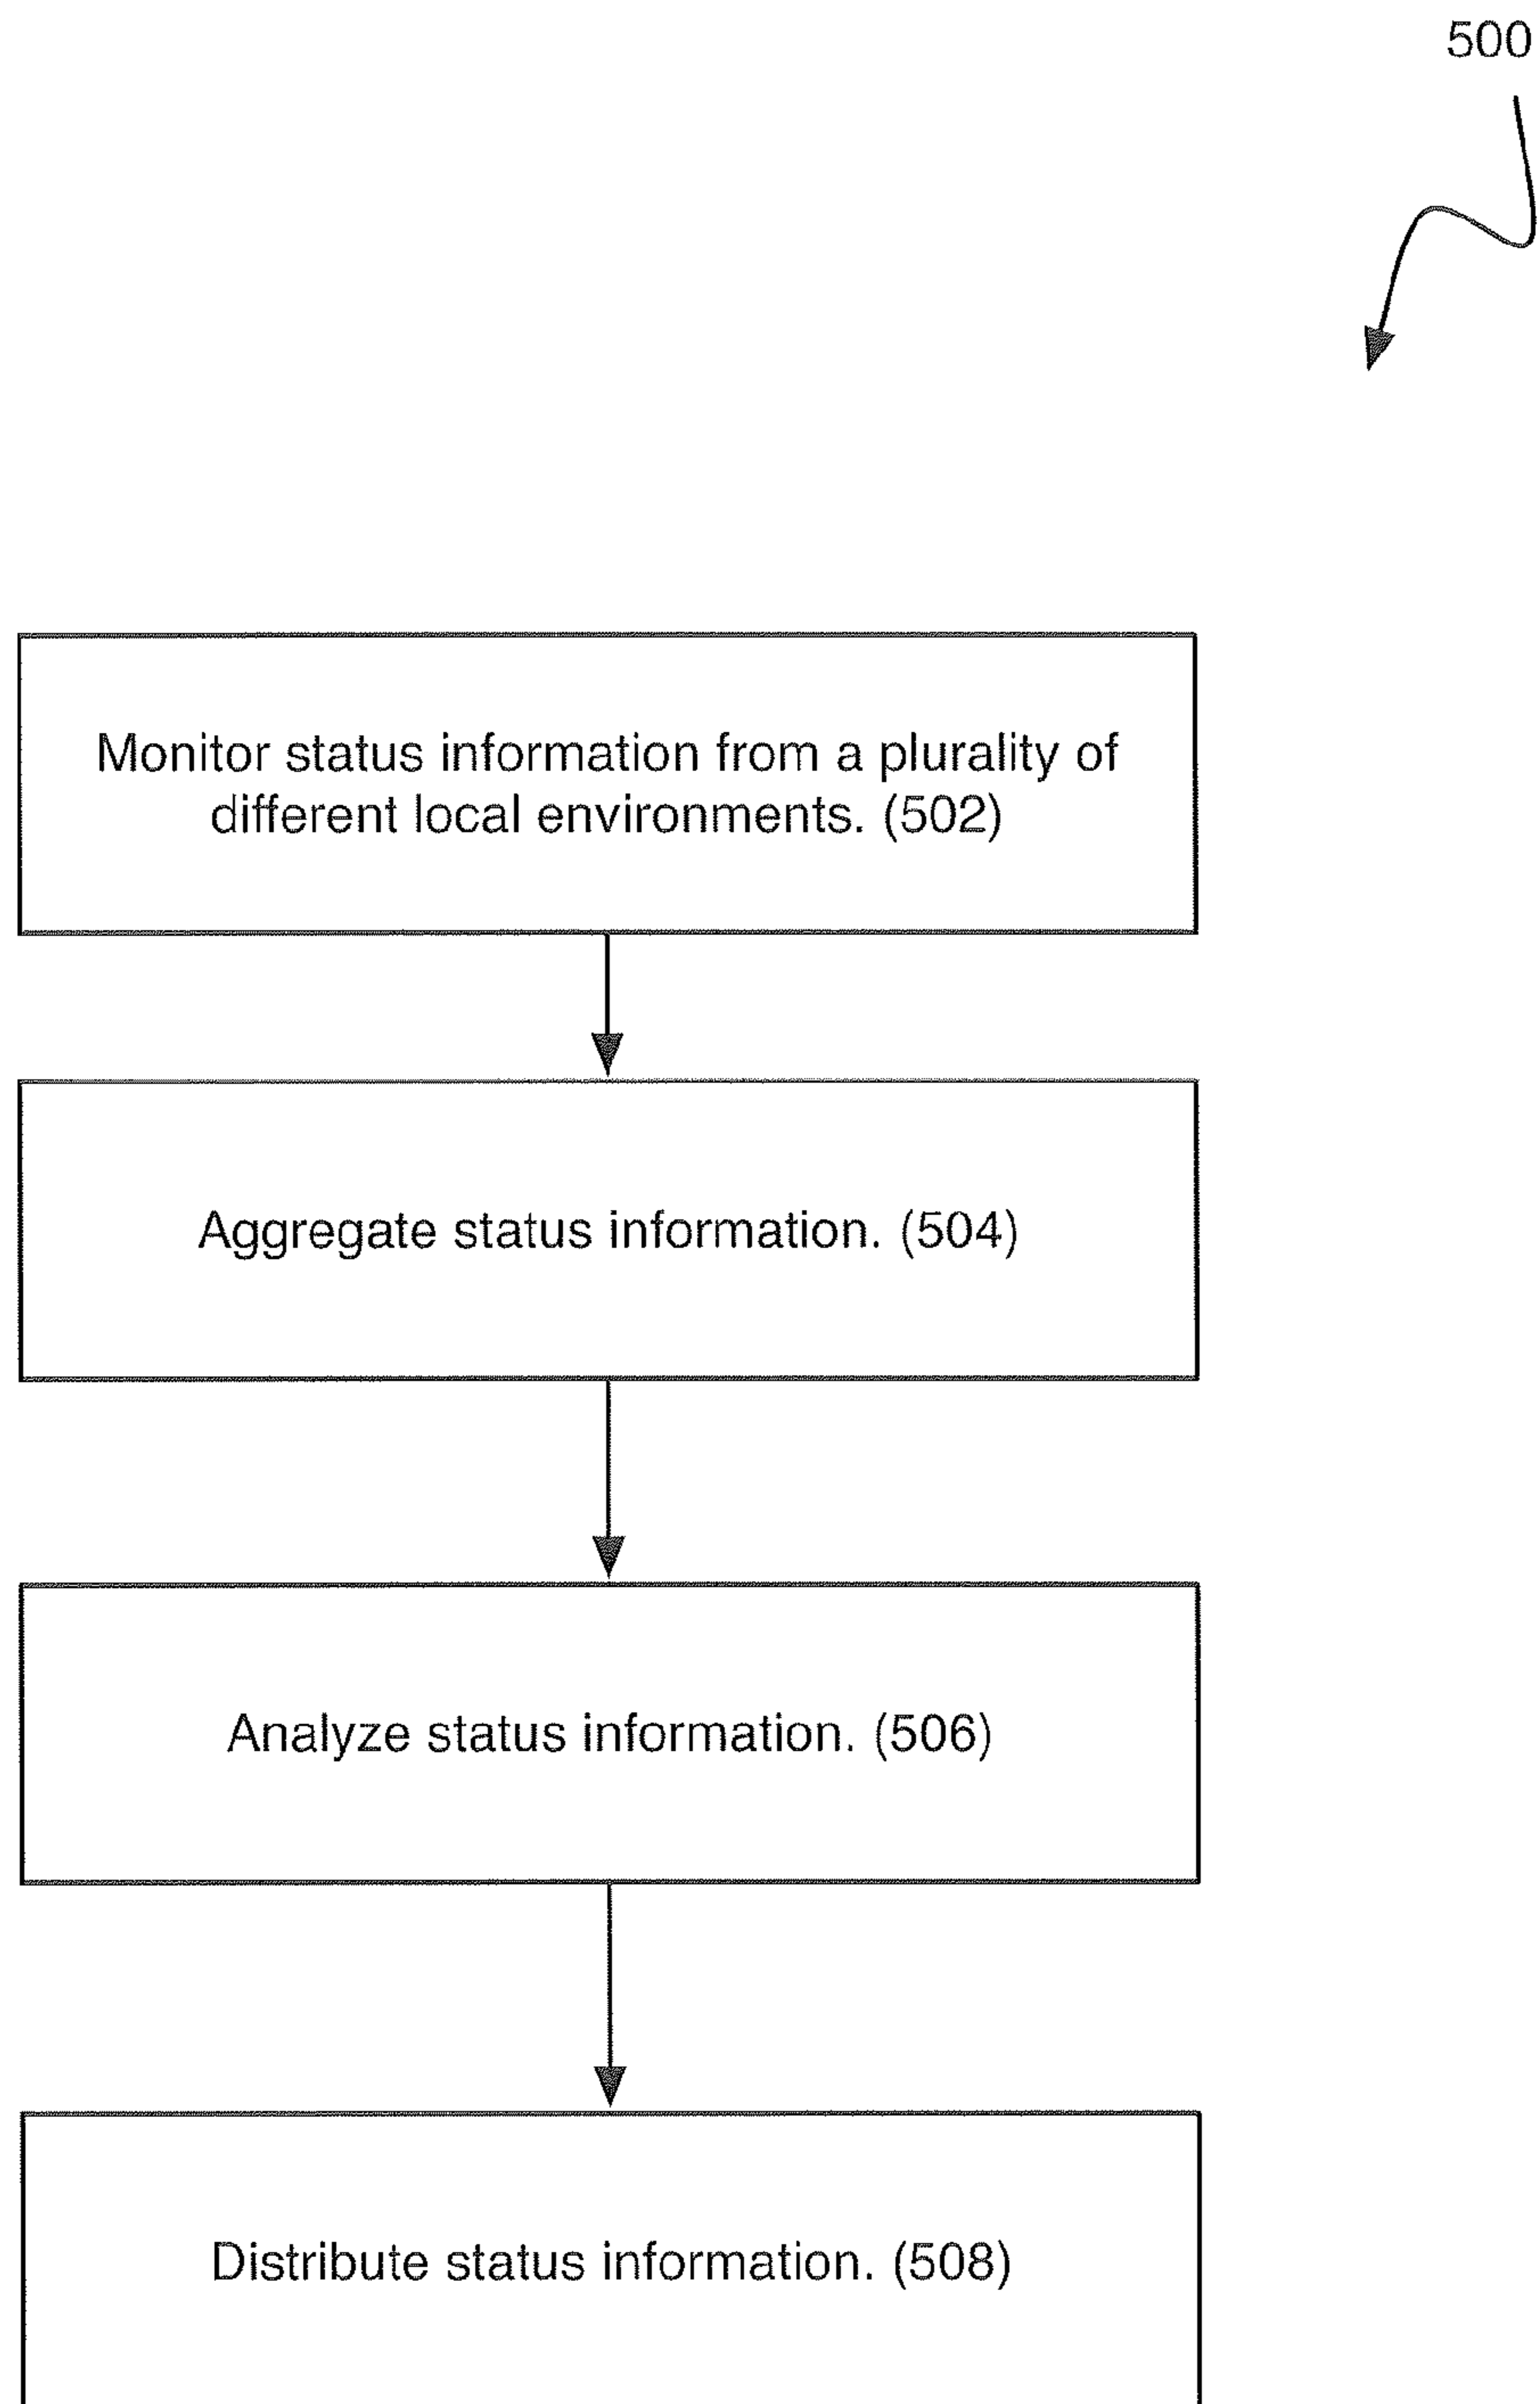 500
Monitor status information from a plurality of
different local environments. (502)
Aggregate status information. (504)
Analyze status information. (506)
Distribute status information. (508)